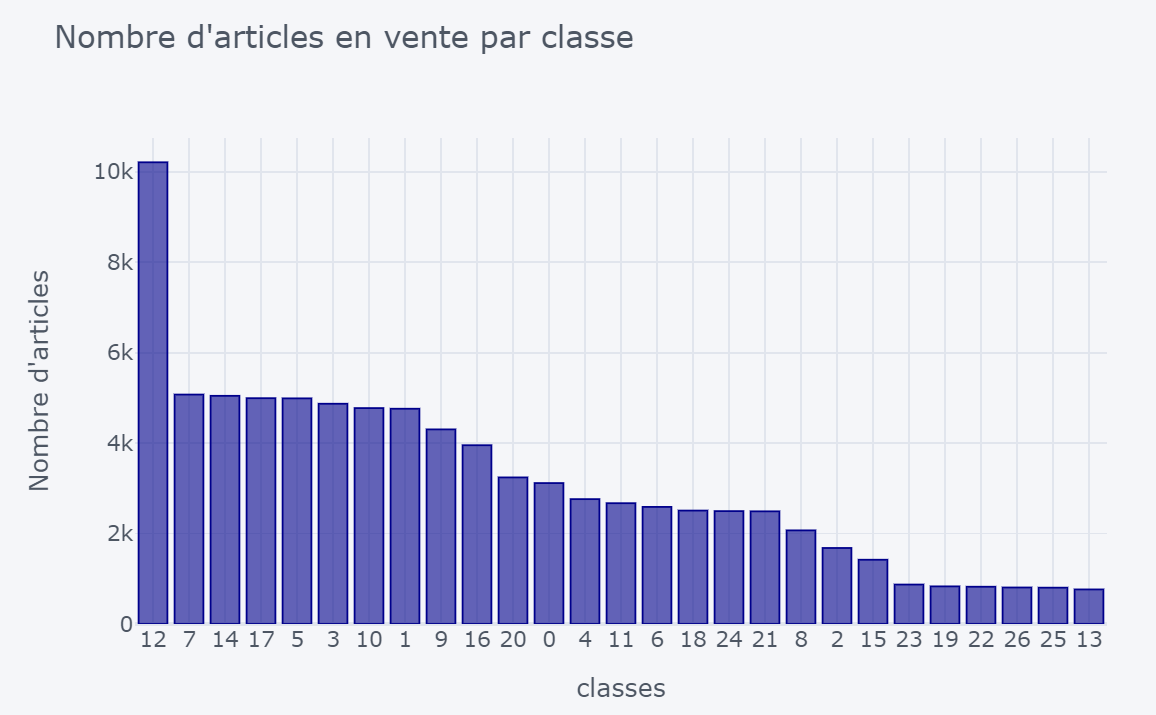 Nombre d'articles en vente par classe
Nombre d'articles
10k
8k
6k
4k
2k
0
12 7 14 17 5 3 10 1 9 16 20 0 4 11 6 18 24 21 8 2 15 23 19 22 26 25 13
classes